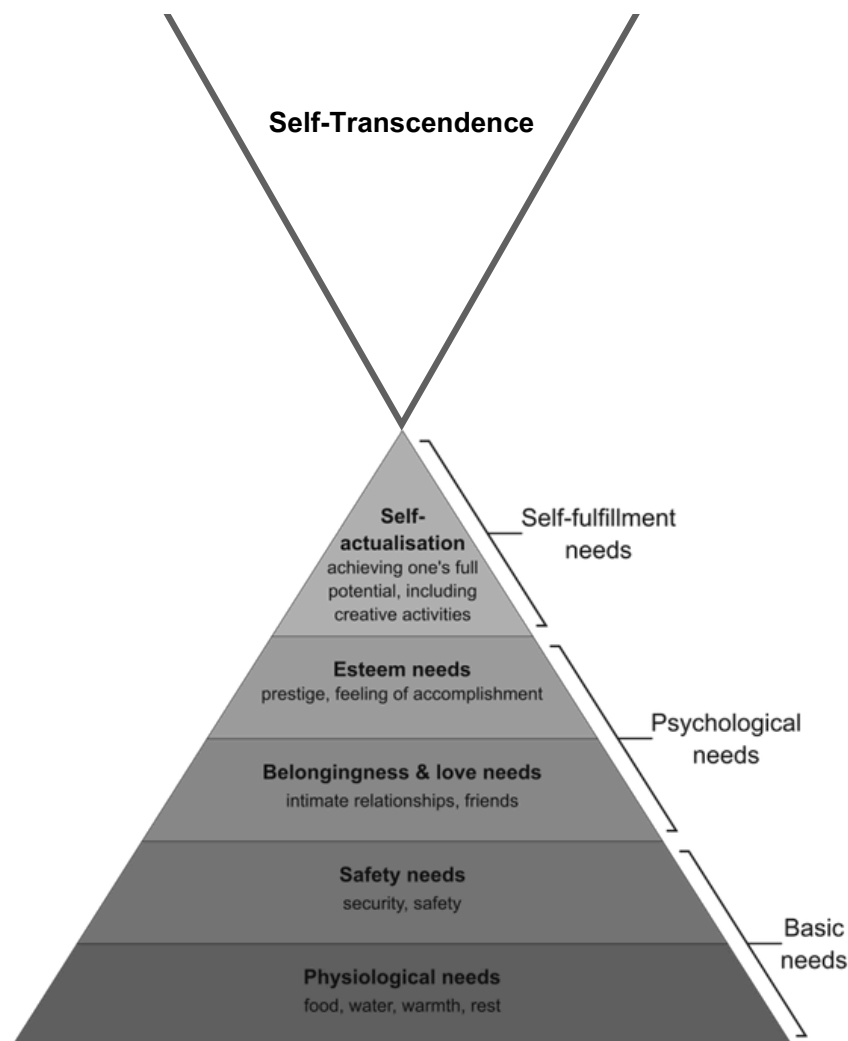 Self-Transcendence
Self-
actualisation
achieving one's full
potential, including
creative activities
Self-fulfillment
needs
Esteem needs
prestige, feeling of accomplishment
Psychological
needs
Belongingness & love needs
intimate relationships, friends
Safety needs
security, safety
Basic
needs
Physiological needs
food, water, warmth, rest